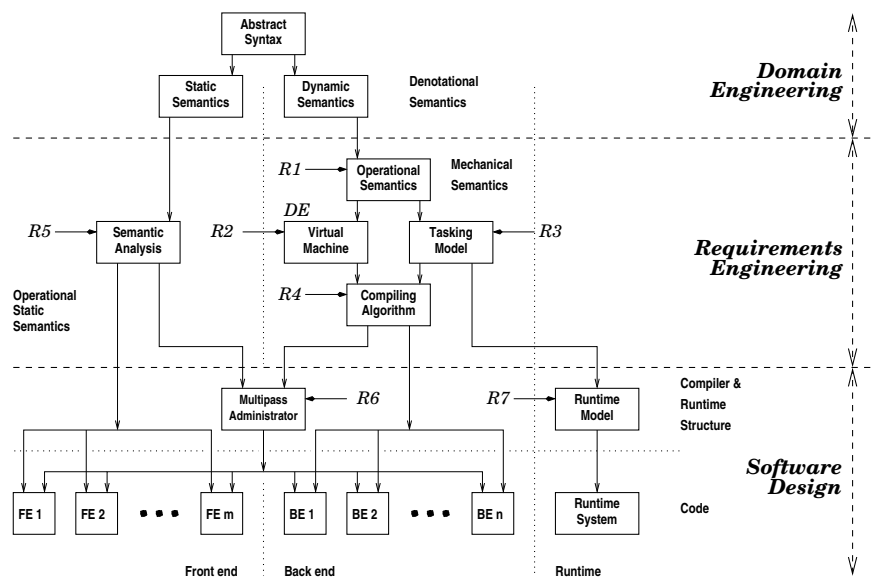 Abstract
Syntax
Static
Semantics
Dynamic
Semantics
Denotational
Semantics
Domain
Engineering
R1
Operational
Semantics
Mechanical
Semantics
R5
Semantic
Analysis
R2
DE
Virtual
Machine
Tasking
Model
R3
Requirements
Engineering
Operational
Static
Semantics
R4
Compiling
Algorithm
Multipass
Administrator
R6
R7
Runtime
Model
Compiler &
Runtime
Structure
Software
Design
FE 1
FE 2
FE m
BE 1
BE 2
BE n
Runtime
System
Code
Front end
Back end
Runtime